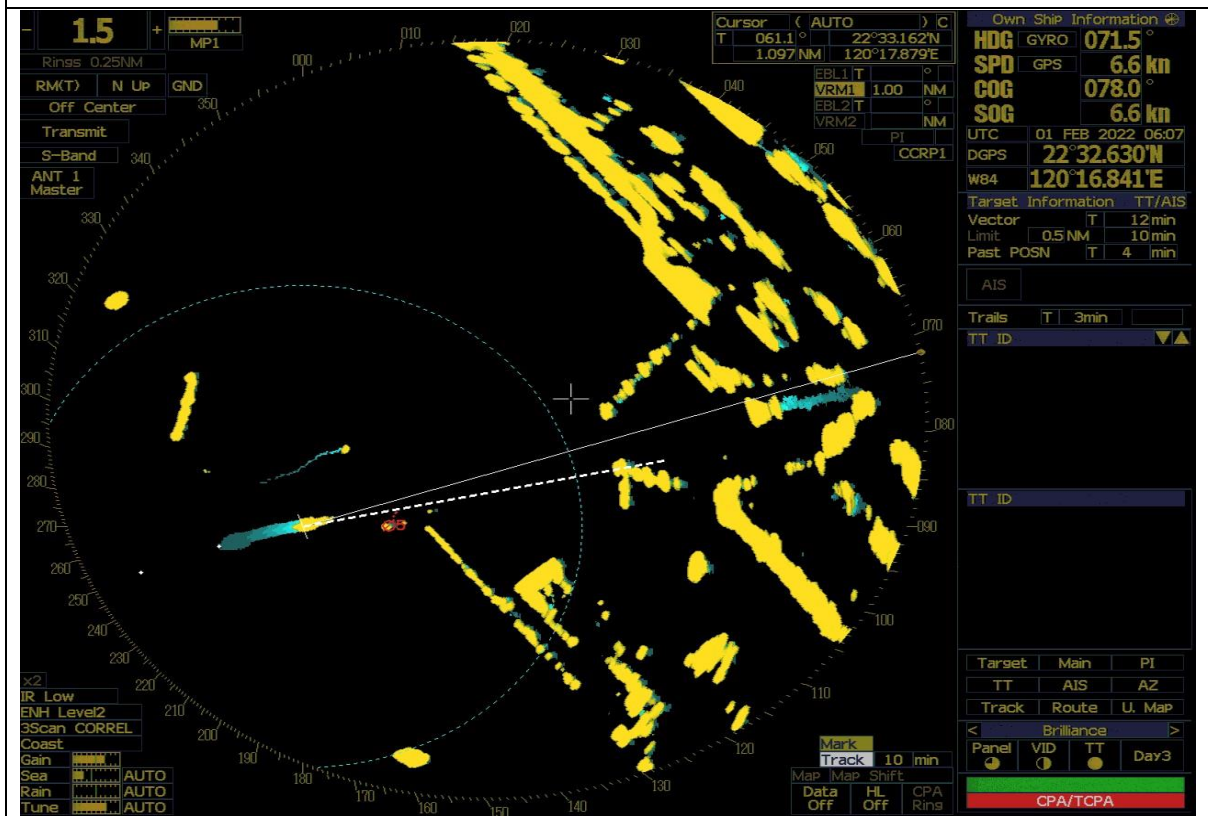 - 1.5 +
MP1
Rings 0.25NM
RM(T) N Up GND
Off Center
Transmit
S-Band
ANT 1
Master
Cursor ( AUTO ) C
T 061.1 ° 22°33.162'N
1.097 NM 120°17.879'E
EBL1 T °
VRM1 1.00 NM
EBL2 T °
VRM2 NM
PI
CCRP1
Own Ship Information
HDG GYRO 071.5 °
SPD GPS 6.6 kn
COG 078.0 °
SOG 6.6 kn
UTC 01 FEB 2022 06:07
DGPS 22°32.630'N
W84 120°16.841'E
Target Information TT/AIS
Vector T 12min
Limit 0.5 NM 10min
Past POSN T 4 min
AIS
Trails T 3min
TT ID
TT ID
Target Main PI
TT AIS AZ
Track Route U. Map
< Brilliance >
Panel VID TT Day3
CPA/TCPA
000
010
020
030
040
050
060
070
080
090
100
110
120
130
140
150
160
170
180
190
200
210
220
230
240
250
260
270
280
290
300
310
320
330
340
350
x2
IR Low
ENH Level2
3Scan CORREL
Coast
Gain
Sea AUTO
Rain AUTO
Tune AUTO
Mark
Track 10 min
Map Map Shift
Data Off
HL Off
CPA Ring